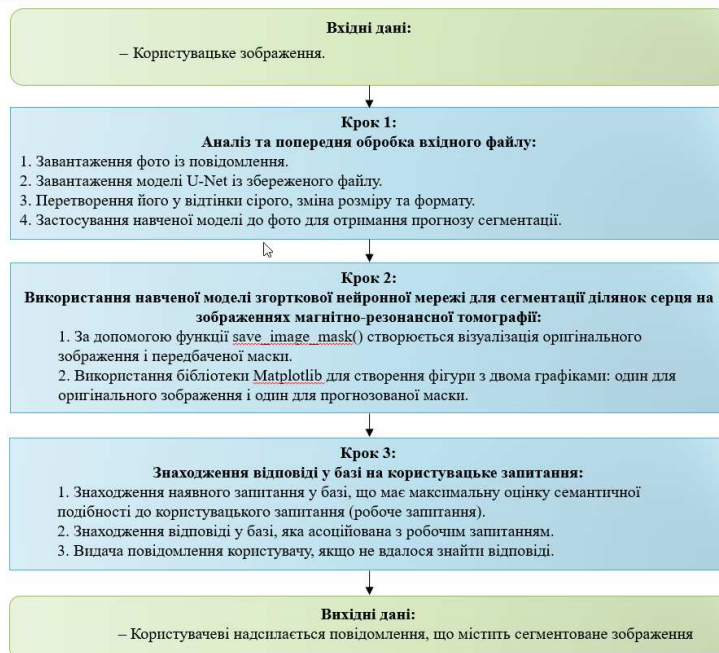 Вхідні дані:
– Користувацьке зображення.
Крок 1:
Аналіз та попередня обробка вхідного файлу:
1. Завантаження фото із повідомлення.
2. Завантаження моделі U-Net із збереженого файлу.
3. Перетворення його у відтінки сірого, зміна розміру та формату.
4. Застосування навченої моделі до фото для отримання прогнозу сегментації.
Крок 2:
Використання навченої моделі згорткової нейронної мережі для сегментації ділянок серця на
зображеннях магнітно-резонансної томографії:
1. За допомогою функції save_image_mask() створюється візуалізація оригінального
зображення і передбаченої маски.
2. Використання бібліотеки Matplotlib для створення фігури з двома графіками: один для
оригінального зображення і один для прогнозованої маски.
Крок 3:
Знаходження відповіді у базі на користувацьке запитання:
1. Знаходження наявного запитання у базі, що має максимальну оцінку семантичної
подібності до користувацького запитання (робоче запитання).
2. Знаходження відповіді у базі, яка асоційована з робочим запитанням.
3. Видача повідомлення користувачу, якщо не вдалося знайти відповіді.
Вихідні дані:
– Користувачеві надсилається повідомлення, що містить сегментоване зображення